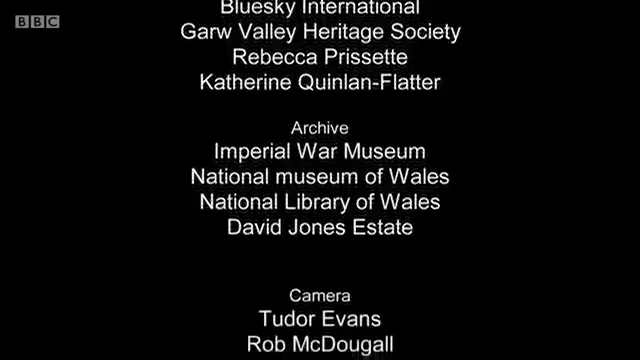 BBC
Bluesky International
Garw Valley Heritage Society
Rebecca Prissette
Katherine Quinlan-Flatter
Archive
Imperial War Museum
National museum of Wales
National Library of Wales
David Jones Estate
Camera
Tudor Evans
Rob McDougall